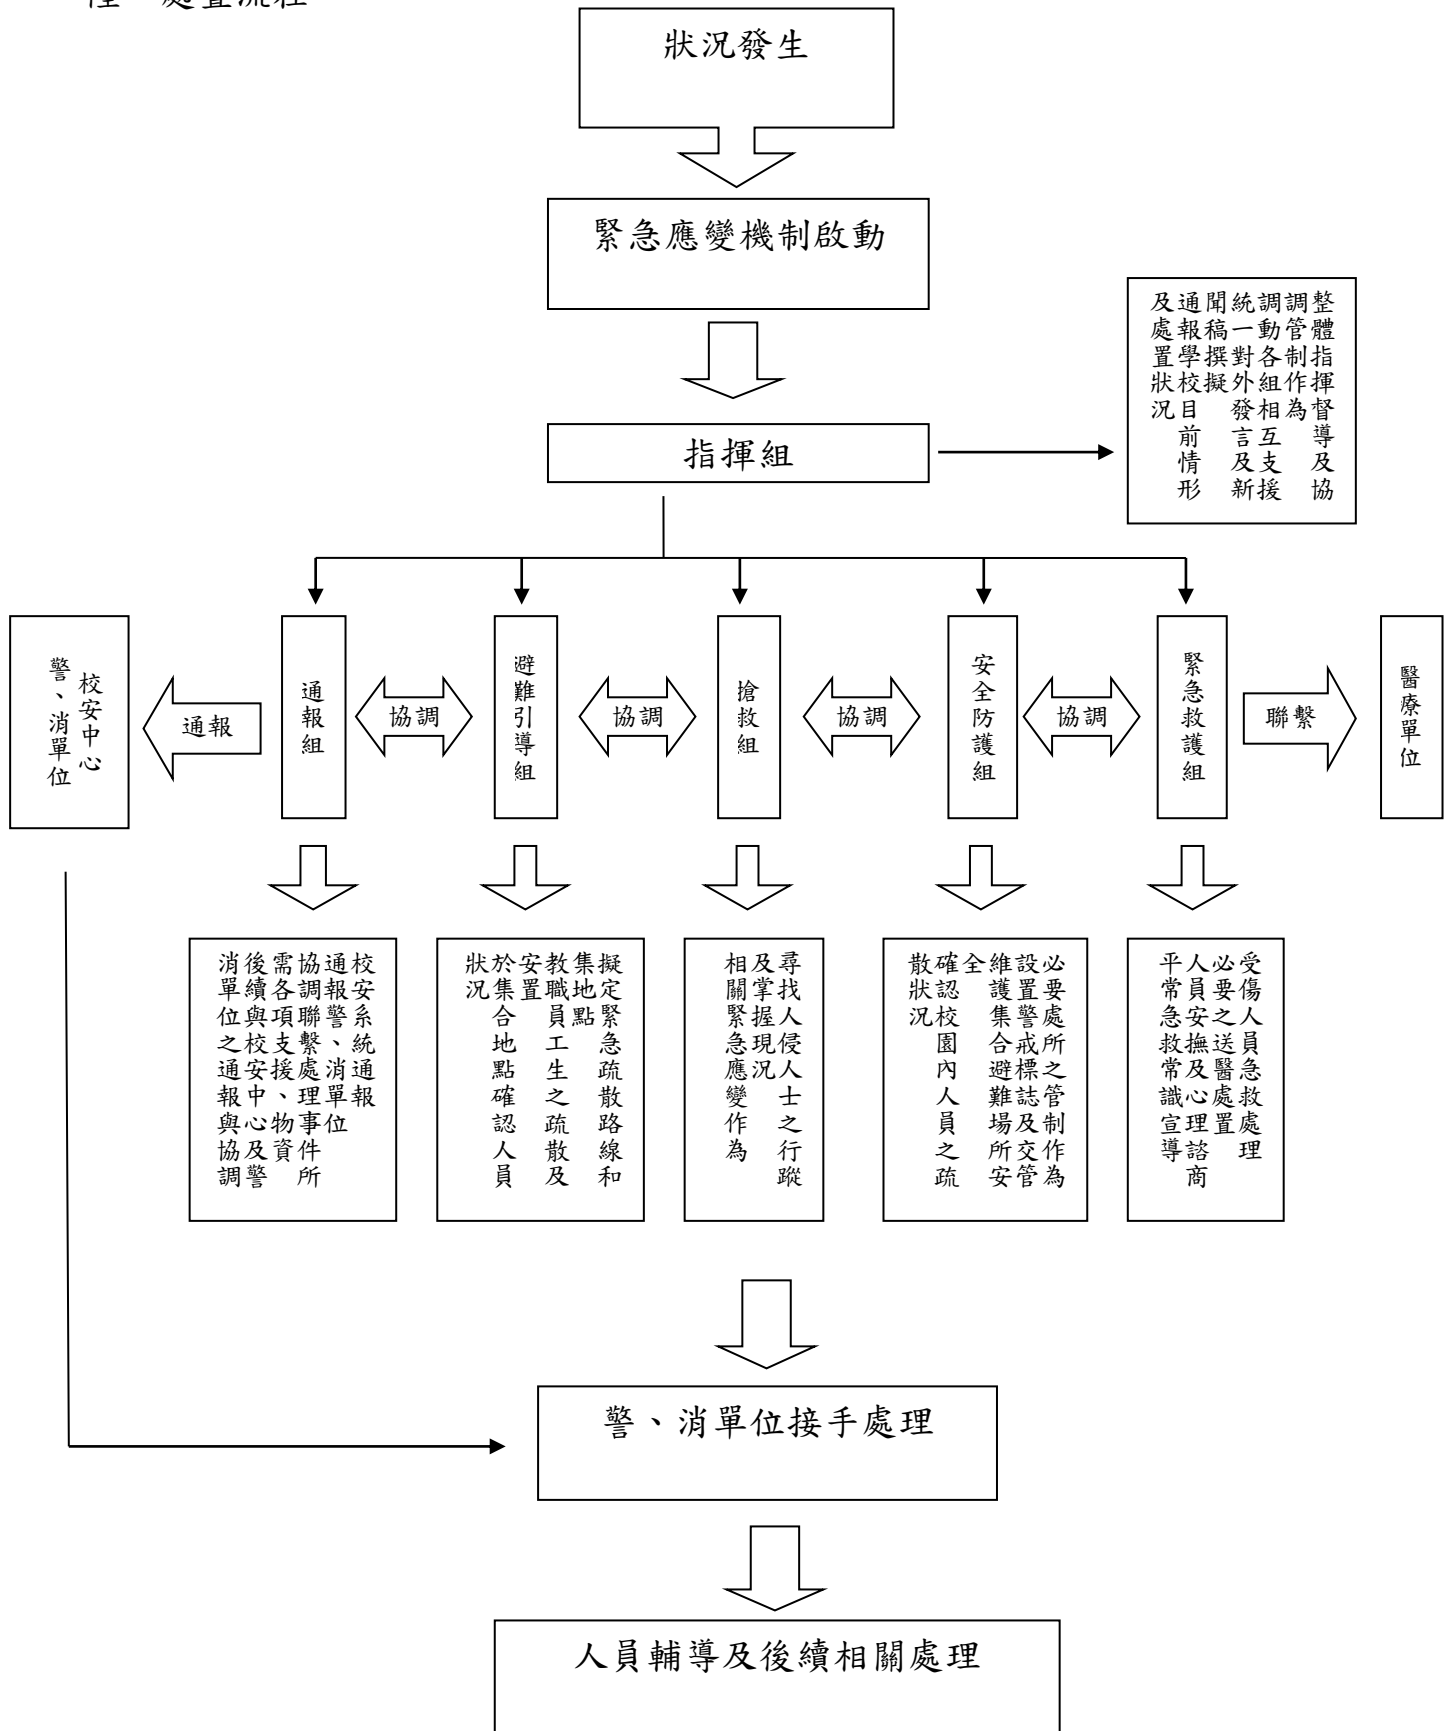 處置流程
狀況發生
緊急應變機制啟動
指揮組
整體指揮督導及協
調管制作為
調動各組相互支援
統一對外發言及新
聞稿撰擬
通報學校目前情形
及處置狀況
校安中心
警、消單位
通報
通報組
協調
避難引導組
協調
搶救組
協調
安全防護組
協調
緊急救護組
聯繫
醫療單位
校安系統通報
通報警、消單位
協調聯繫處理事件所
需各項支援、物資
後續與校安中心及警
消單位之通報與協調
擬定緊急疏散路線和
集地點
教職員工生之疏散及
安置
於集合地點確認人員
狀況
尋找人侵人士之行蹤
及掌握現況
相關緊急應變作為
必要處所之管制作為
設置警戒標誌及交管
維護集合避難場所安
全
確認校園內人員之疏
散狀況
受傷人員急救處理
必要之送醫處置
人員安撫及心理諮商
平常急救常識宣導
警、消單位接手處理
人員輔導及後續相關處理